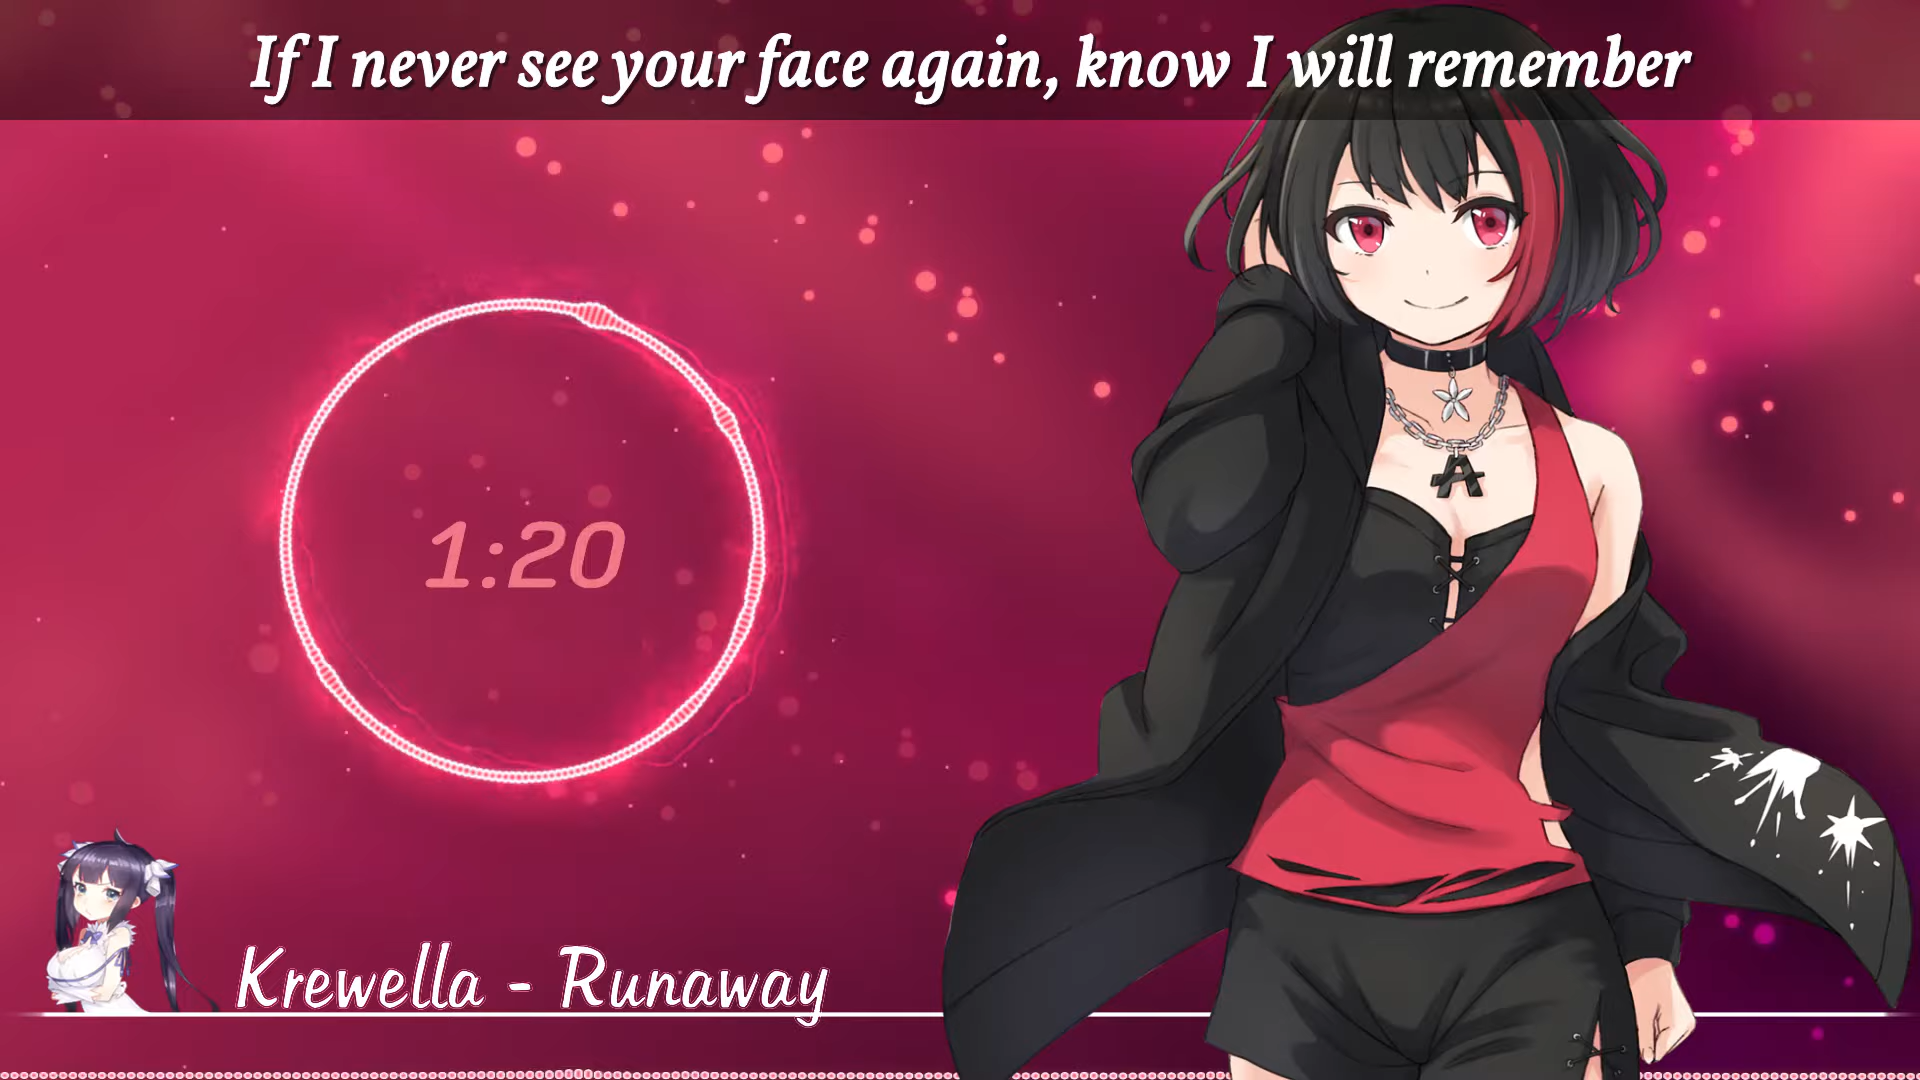 If I never see your face again, know I will remember
A
1:20
Krewella - Runaway